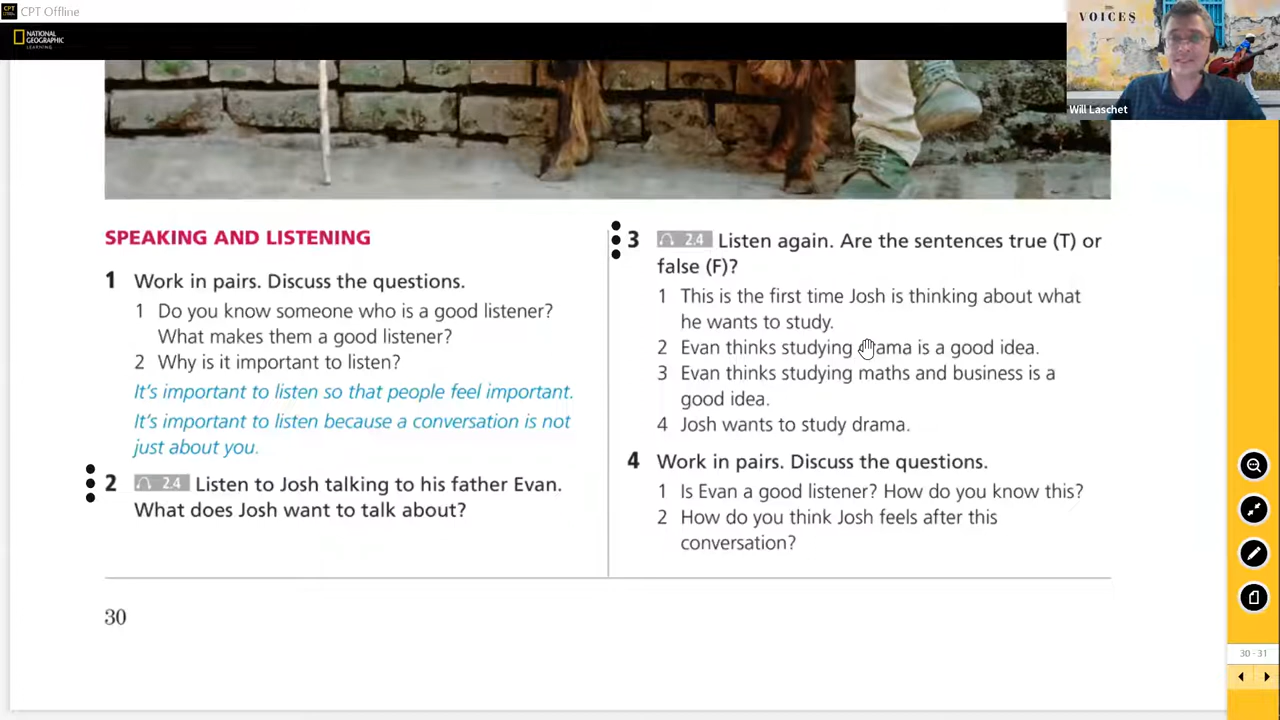 CPT Offline
CPT
NATIONAL
GEOGRAPHIC
LEARNING
VOICES
Will Laschet
SPEAKING AND LISTENING
1 Work in pairs. Discuss the questions.
1 Do you know someone who is a good listener?
What makes them a good listener?
2 Why is it important to listen?
It's important to listen so that people feel important.
It's important to listen because a conversation is not
just about you.
2 2.4 Listen to Josh talking to his father Evan.
What does Josh want to talk about?
3 2.4 Listen again. Are the sentences true (T) or
false (F)?
1 This is the first time Josh is thinking about what
he wants to study.
2 Evan thinks studying drama is a good idea.
3 Evan thinks studying maths and business is a
good idea.
4 Josh wants to study drama.
4 Work in pairs. Discuss the questions.
1 Is Evan a good listener? How do you know this?
2 How do you think Josh feels after this
conversation?
30
30 - 31